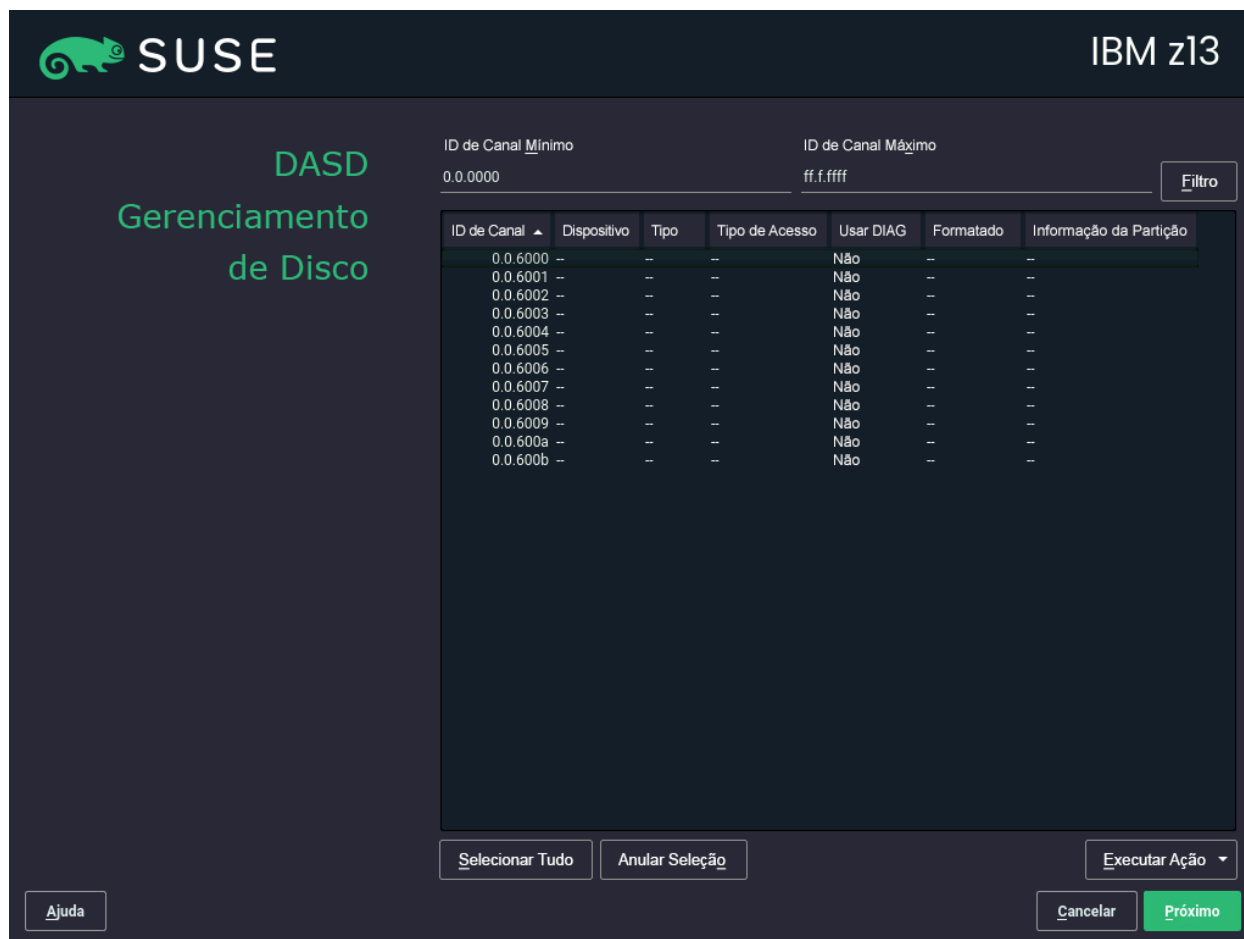 SUSE
IBM z13
DASD
Gerenciamento
de Disco
ID de Canal Mínimo
ID de Canal Máximo
0.0.0000
ff.f.ffff
Filtro
ID de Canal Dispositivo Tipo Tipo de Acesso Usar DIAG Formatado Informação da Partição
0.0.6000 -- -- -- Não -- --
0.0.6001 -- -- -- Não -- --
0.0.6002 -- -- -- Não -- --
0.0.6003 -- -- -- Não -- --
0.0.6004 -- -- -- Não -- --
0.0.6005 -- -- -- Não -- --
0.0.6006 -- -- -- Não -- --
0.0.6007 -- -- -- Não -- --
0.0.6008 -- -- -- Não -- --
0.0.6009 -- -- -- Não -- --
0.0.600a -- -- -- Não -- --
0.0.600b -- -- -- Não -- --
Selecionar Tudo Anular Seleção Executar Ação
Ajuda Cancelar Próximo